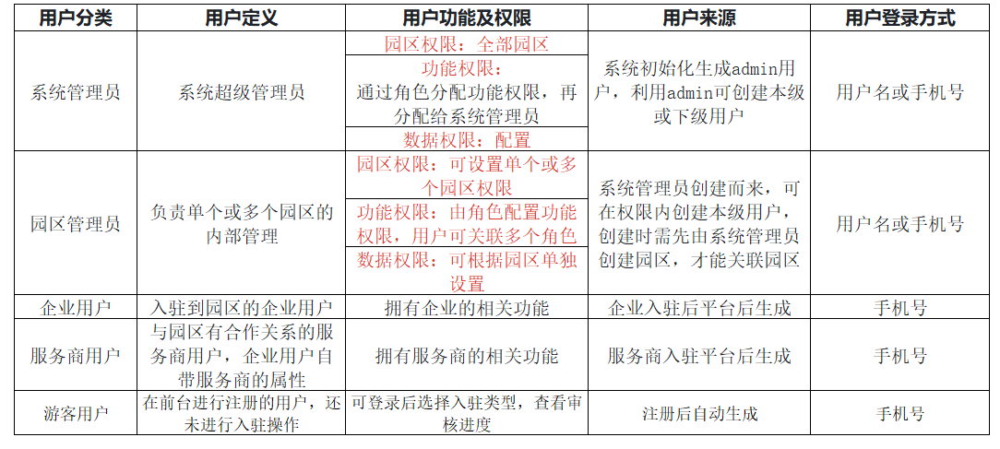 用户分类
用户定义
用户功能及权限
用户来源
用户登录方式
系统管理员
系统超级管理员
园区权限：全部园区
功能权限：
通过角色分配功能权限，再
分配给系统管理员
数据权限：配置
系统初始化生成admin用
户，利用admin可创建本级
或下级用户
用户名或手机号
园区管理员
负责单个或多个园区的
内部管理
园区权限：可设置单个或多
个园区权限
功能权限：由角色配置功能
权限，用户可关联多个角色
数据权限：可根据园区单独
设置
系统管理员创建而来，可
在权限内创建本级用户，
创建时需先由系统管理员
创建园区，才能关联园区
用户名或手机号
企业用户
入驻到园区的企业用户
拥有企业的相关功能
企业入驻后平台后生成
手机号
服务商用户
与园区有合作关系的服
务商用户，企业用户自
带服务商的属性
拥有服务商的相关功能
服务商入驻平台后生成
手机号
游客用户
在前台进行注册的用户，还
未进行入驻操作
可登录后选择入驻类型，查看审
核进度
注册后自动生成
手机号